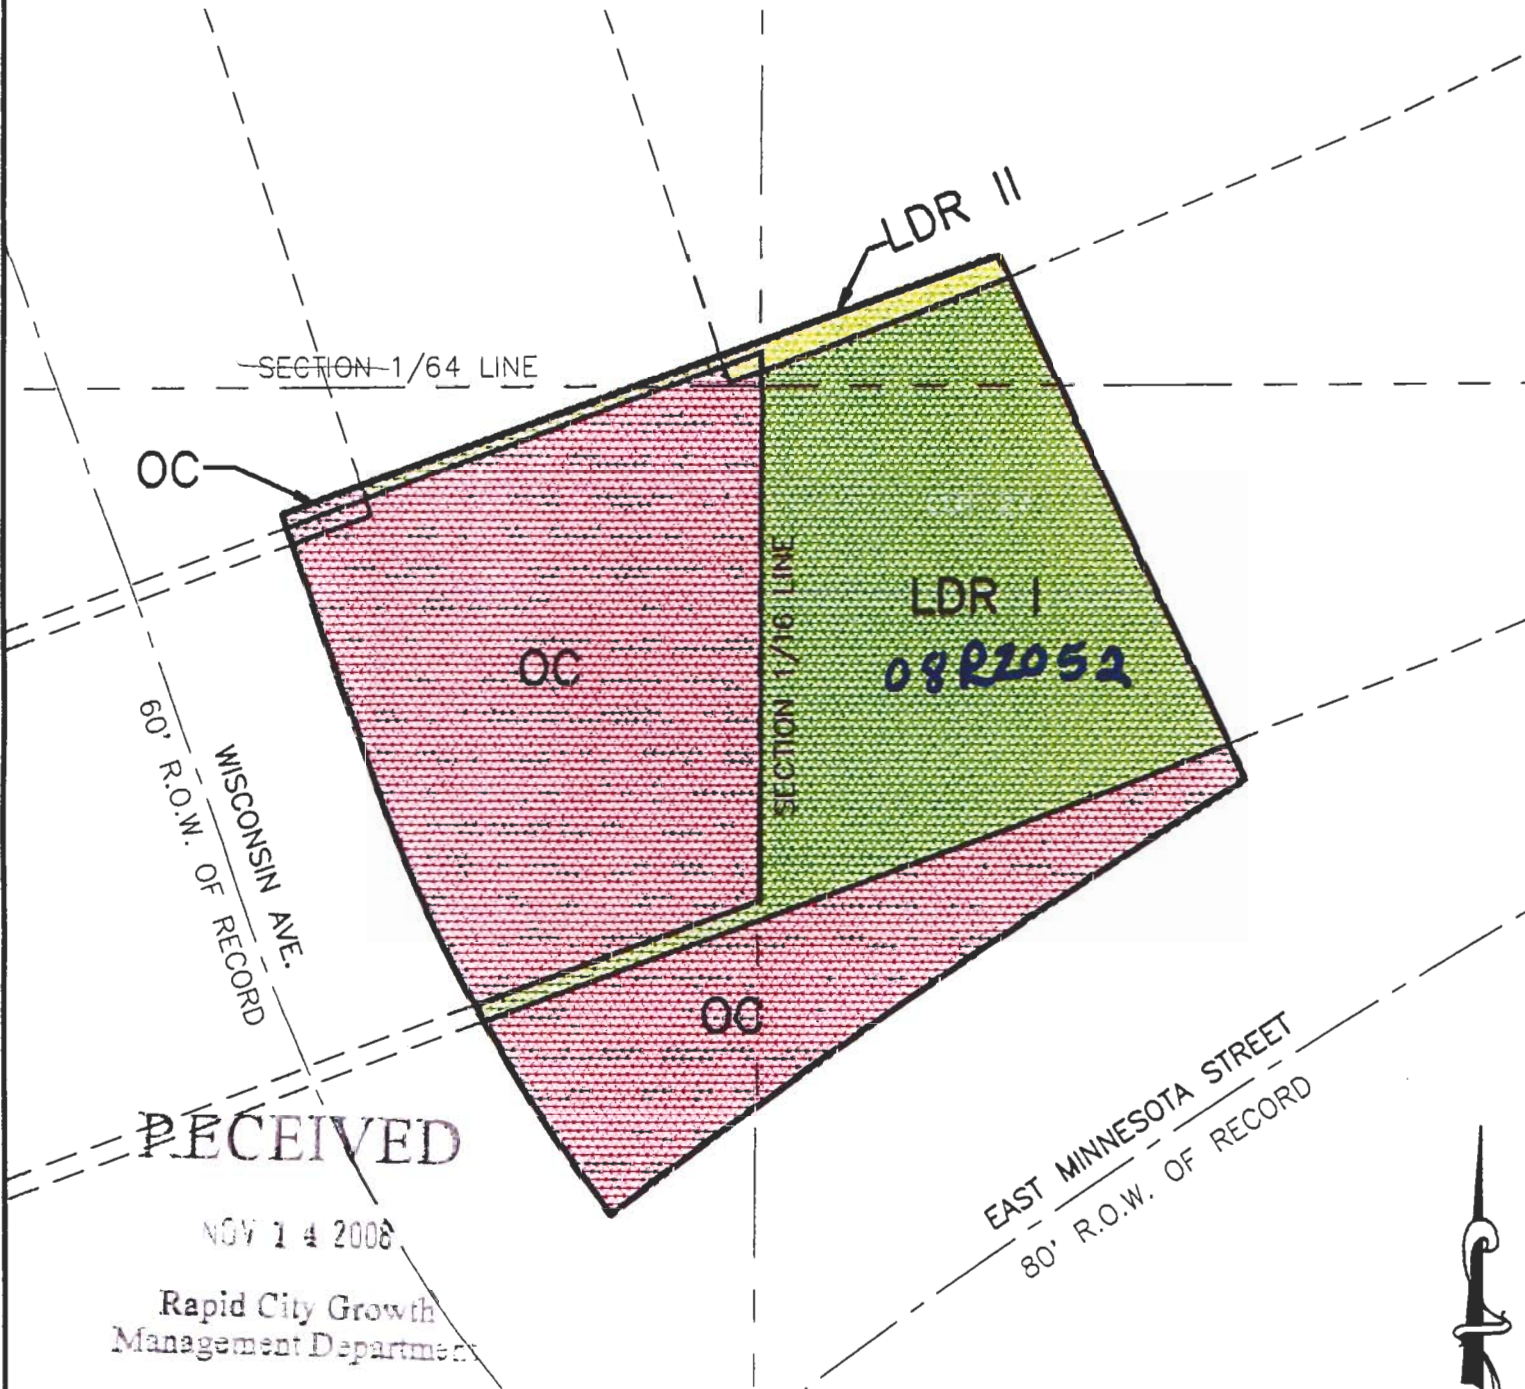 LDR II
SECTION 1/64 LINE
OC
SECTION 1/16 LINE
LDR I
08RZ052
OC
WISCONSIN AVE.
60' R.O.W. OF RECORD
OC
EAST MINNESOTA STREET
80' R.O.W. OF RECORD
RECEIVED
NOV 14 2008
Rapid City Growth
Management Department